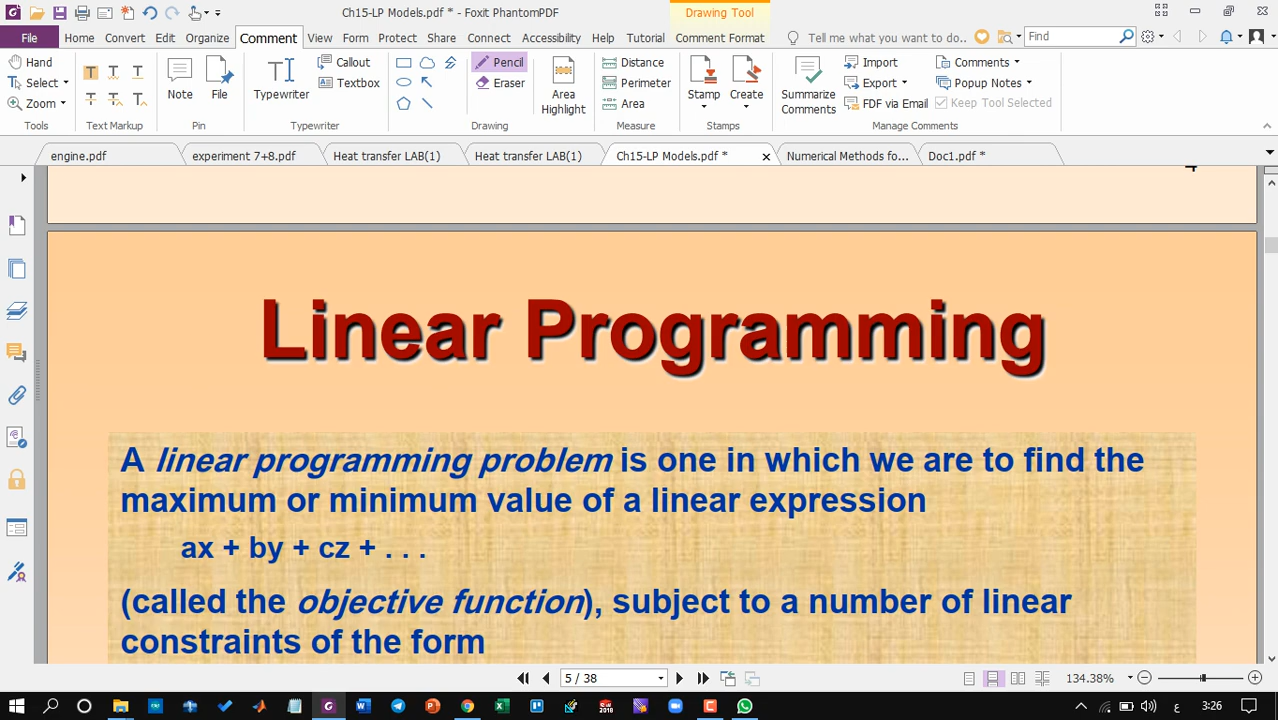 Ch15-LP Models.pdf * - Foxit PhantomPDF
Drawing Tool
File Home Convert Edit Organize Comment View Form Protect Share Connect Accessibility Help Tutorial Comment Format Tell me what you want to do... Find
Hand
Select
Zoom
Tools
Text Markup
Note
File
Pin
Typewriter
Callout
Textbox
Typewriter
Pencil
Eraser
Drawing
Area
Highlight
Distance
Perimeter
Area
Measure
Stamp
Create
Stamps
Summarize
Comments
Import
Export
FDF via Email
Comments
Popup Notes
Keep Tool Selected
Manage Comments
engine.pdf experiment 7+8.pdf Heat transfer LAB(1) Heat transfer LAB(1) Ch15-LP Models.pdf * Numerical Methods fo... Doc1.pdf *
4
Linear Programming
A linear programming problem is one in which we are to find the
maximum or minimum value of a linear expression
ax + by + cz + . . .
(called the objective function), subject to a number of linear
constraints of the form
5 / 38
134.38%
ع 3:26